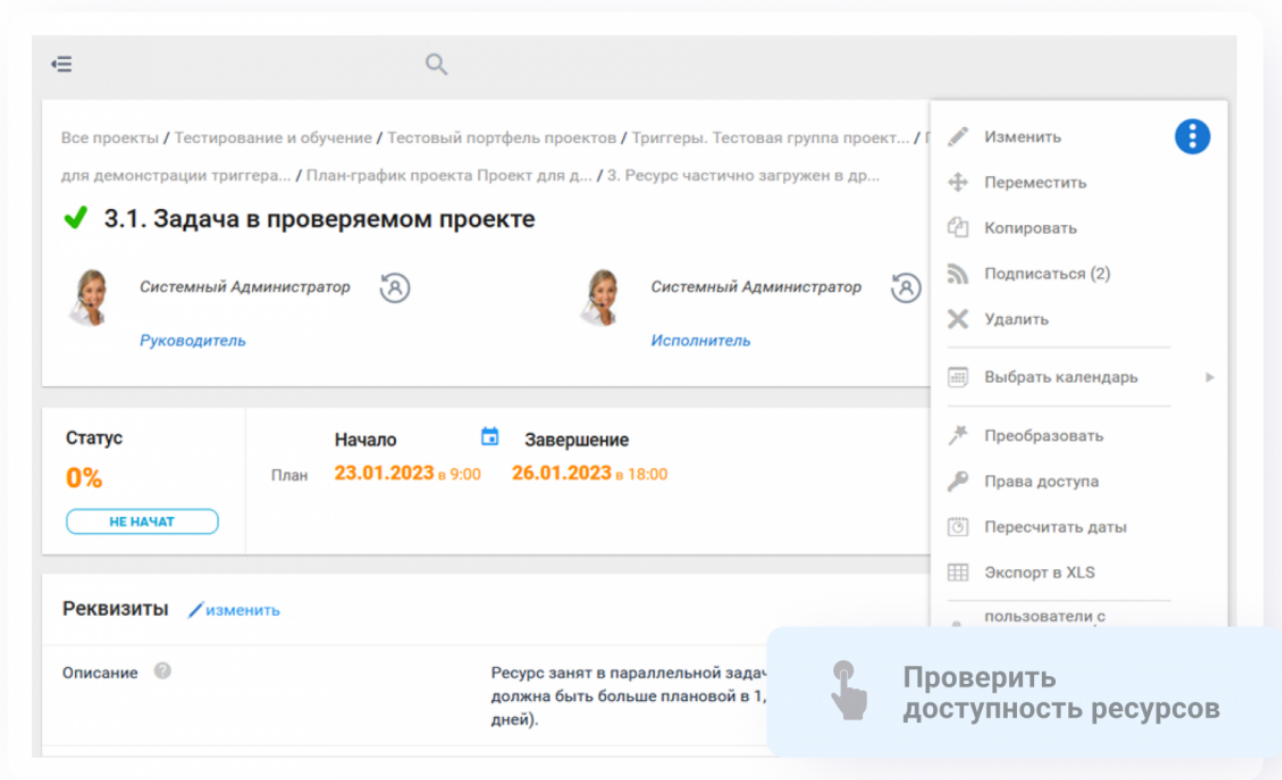 Все проекты / Тестирование и обучение / Тестовый портфель проектов / Триггеры. Тестовая группа проект... /
для демонстрации триггера... / План-график проекта Проект для д... / 3. Ресурс частично загружен в др...
3.1. Задача в проверяемом проекте
Системный Администратор
Руководитель
Системный Администратор
Исполнитель
Изменить
Переместить
Копировать
Подписаться (2)
Удалить
Выбрать календарь
Преобразовать
Права доступа
Пересчитать даты
Экспорт в XLS
пользователи с
Статус
0%
НЕ НАЧАТ
Начало
Завершение
План 23.01.2023 в 9:00 26.01.2023 в 18:00
Реквизиты изменить
Описание ?
Ресурс занят в параллельной
должна быть больше плановой в 1,
дней).
Проверить
доступность ресурсов